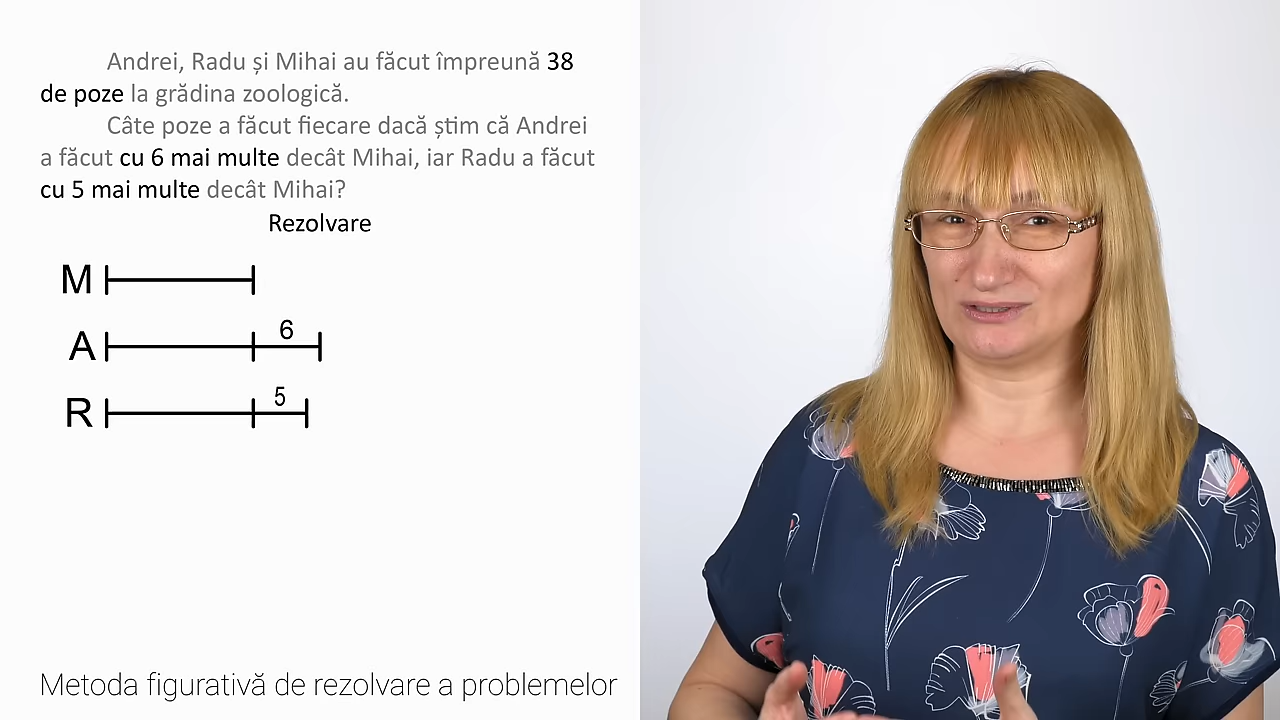 Andrei, Radu și Mihai au făcut împreună 38
de poze la grădina zoologică.
Câte poze a făcut fiecare dacă știm că Andrei
a făcut cu 6 mai multe decât Mihai, iar Radu a făcut
cu 5 mai multe decât Mihai?
Rezolvare
M
A 6
R 5
Metoda figurativă de rezolvare a problemelor